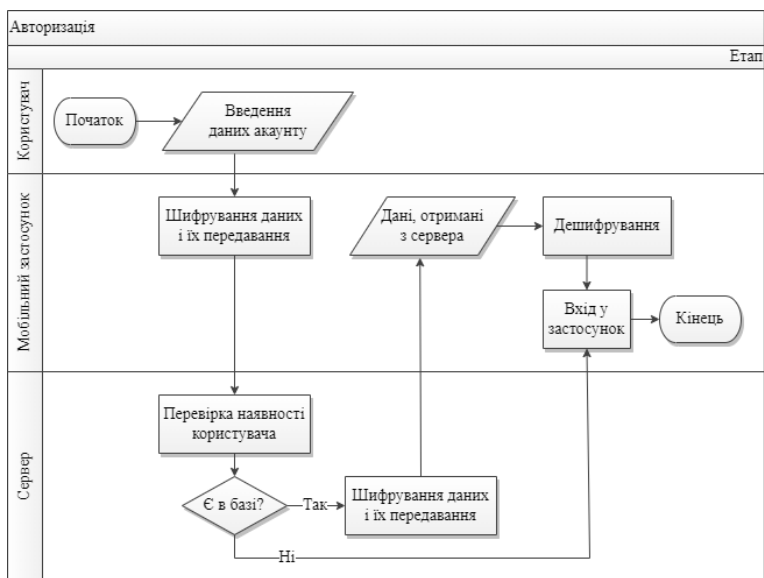 Авторизація
Етап
Користувач
Початок
Введення
даних акаунту
Мобільний застосунок
Шифрування даних
і їх передавання
Дані, отримані
з сервера
Дешифрування
Вхід у
застосунок
Кінець
Сервер
Перевірка наявності
користувача
Є в базі?
Так
Шифрування даних
і їх передавання
Ні